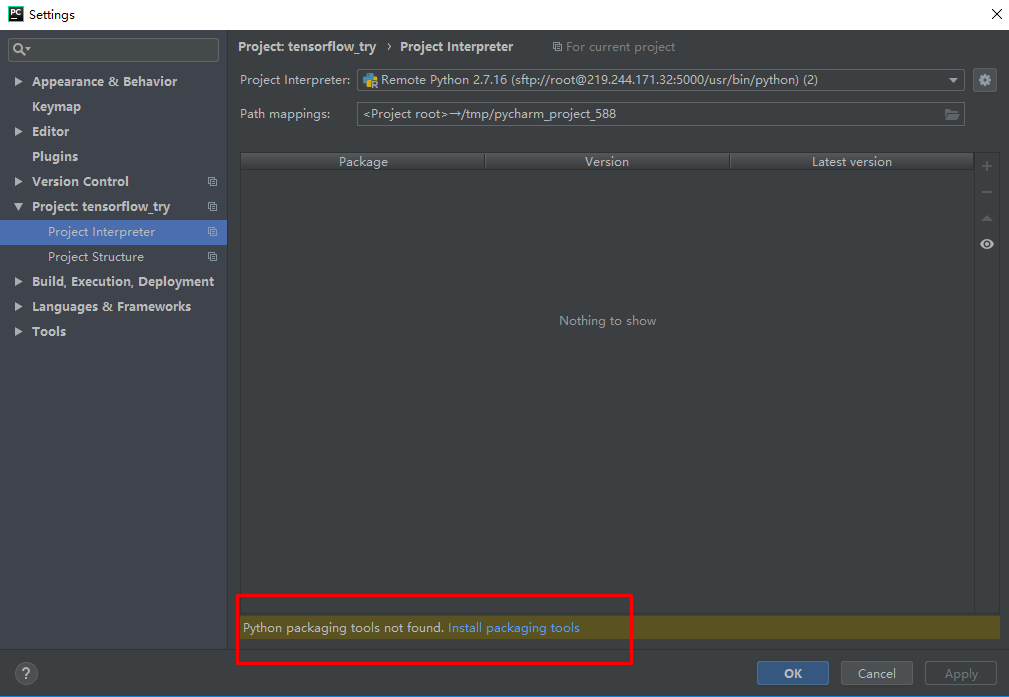 PC Settings
Project: tensorflow_try › Project Interpreter For current project
Appearance & Behavior
Keymap
Editor
Plugins
Version Control
Project: tensorflow_try
Project Interpreter
Project Structure
Build, Execution, Deployment
Languages & Frameworks
Tools
Project Interpreter: Remote Python 2.7.16 (sftp://root@219.244.171.32:5000/usr/bin/python) (2)
Path mappings: <Project root>→/tmp/pycharm_project_588
Package Version Latest version
Nothing to show
Python packaging tools not found. Install packaging tools
? OK Cancel Apply